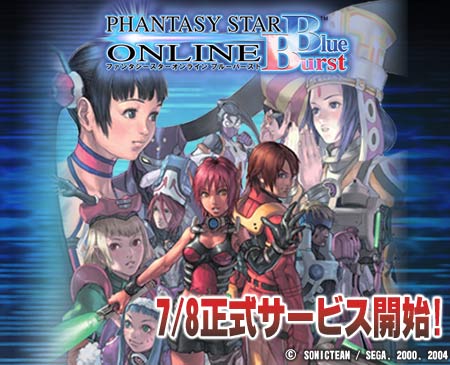 PHANTASY STAR
ONLINE
Blue Burst™
ファンタシースターオンライン ブルーバースト
7/8正式サービス開始!
© SONICTEAM / SEGA. 2000. 2004